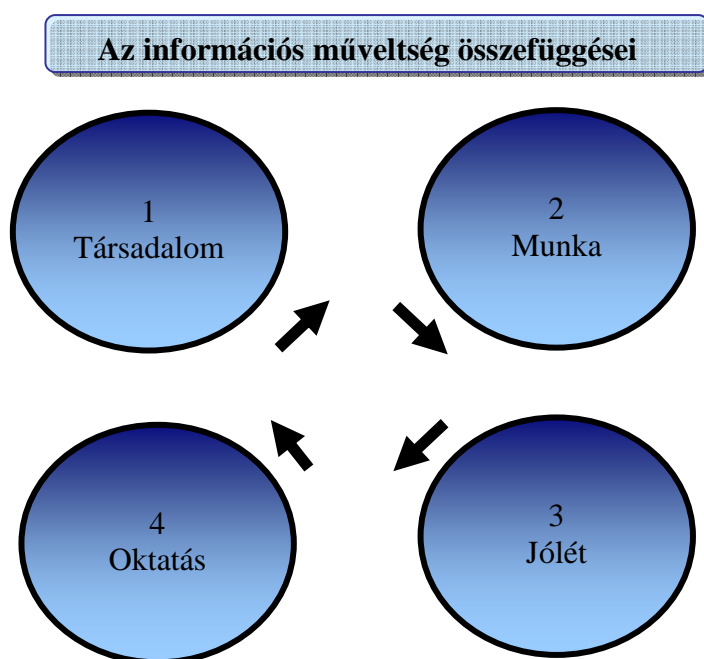 Az információs műveltség összefüggései
1
Társadalom
2
Munka
4
Oktatás
3
Jólét